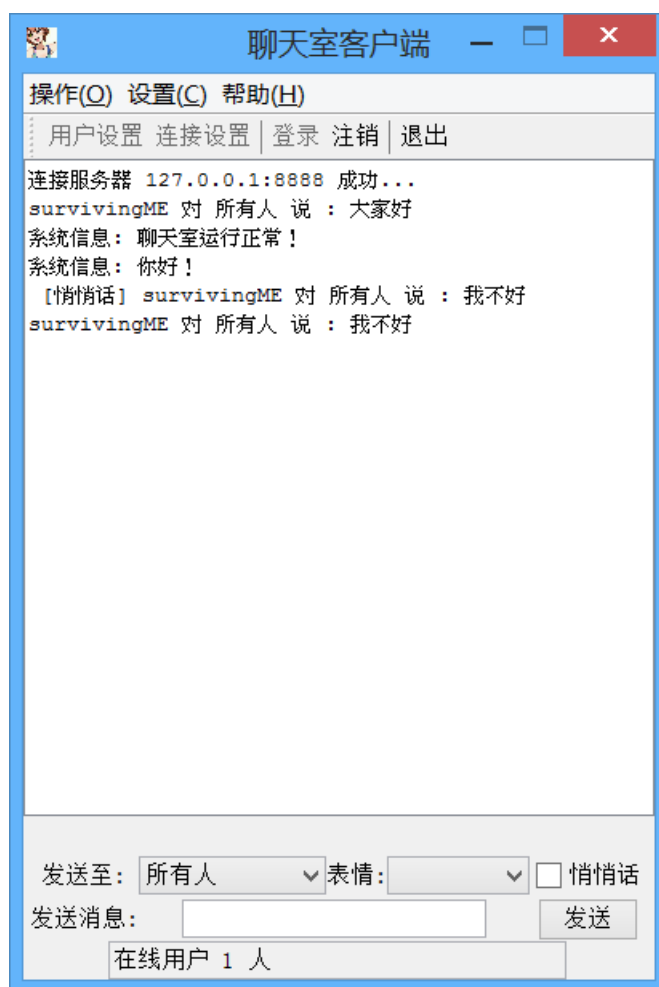 聊天室客户端
操作(O) 设置(C) 帮助(H)
用户设置 连接设置 登录 注销 退出
连接服务器 127.0.0.1:8888 成功...
survivingME 对 所有人 说 : 大家好
系统信息: 聊天室运行正常!
系统信息: 你好!
[悄悄话] survivingME 对 所有人 说 : 我不好
survivingME 对 所有人 说 : 我不好
发送至: 所有人 表情: 悄悄话
发送消息: 发送
在线用户 1 人